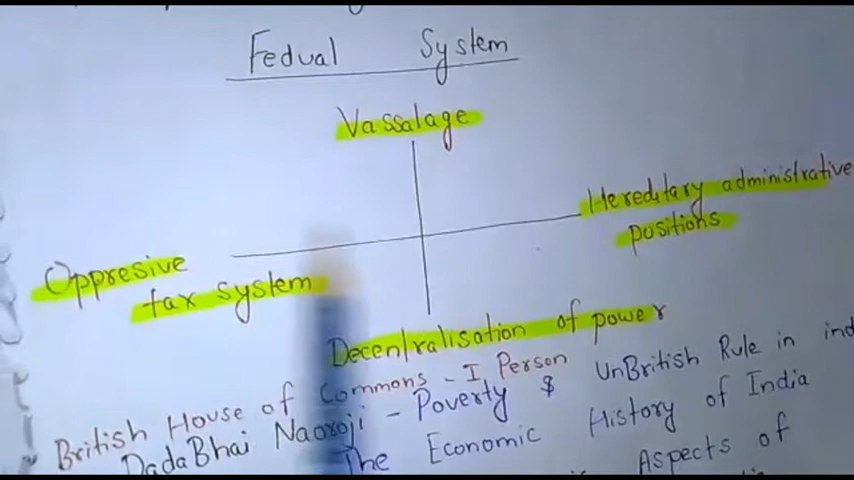 Fedual System
Vassalage
Hereditary administrative
positions
Oppresive
tax system
Decentralisation of power
British House of Commons - I Person
DadaBhai Naoroji - Poverty & UnBritish Rule in ind
The Economic History of India
Aspects of